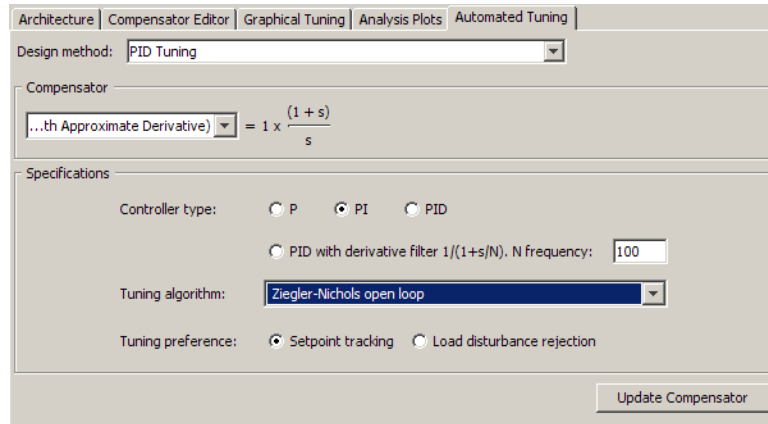 Architecture Compensator Editor Graphical Tuning Analysis Plots Automated Tuning
Design method: PID Tuning
Compensator
...th Approximate Derivative) = 1 x (1 + s)
s
Specifications
Controller type: P PI PID
PID with derivative filter 1/(1+s/N). N frequency: 100
Tuning algorithm: Ziegler-Nichols open loop
Tuning preference: Setpoint tracking Load disturbance rejection
Update Compensator